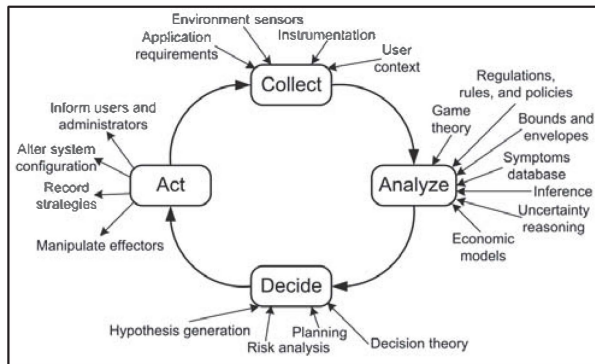 Environment sensors
Application
requirements
Instrumentation
User
context
Collect
Regulations,
rules, and policies
Game
theory
Bounds and
envelopes
Symptoms
database
Inference
Uncertainty
reasoning
Economic
models
Analyze
Inform users and
administrators
Alter system
configuration
Record
strategies
Manipulate effectors
Act
Decide
Hypothesis generation
Risk analysis
Planning
Decision theory